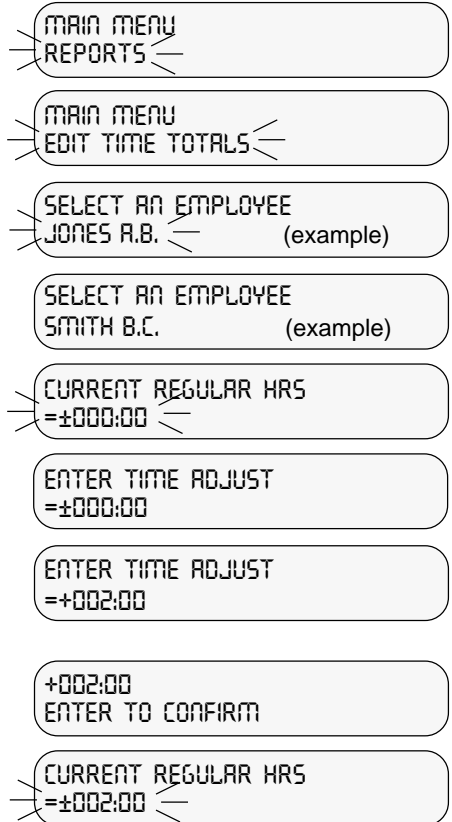 MAIN MENU
REPORTS
MAIN MENU
EDIT TIME TOTALS
SELECT AN EMPLOYEE
JONES A.B. (example)
SELECT AN EMPLOYEE
SMITH B.C. (example)
CURRENT REGULAR HRS
=±000:00
ENTER TIME ADJUST
=±000:00
ENTER TIME ADJUST
=+002:00
+002:00
ENTER TO CONFIRM
CURRENT REGULAR HRS
=±002:00